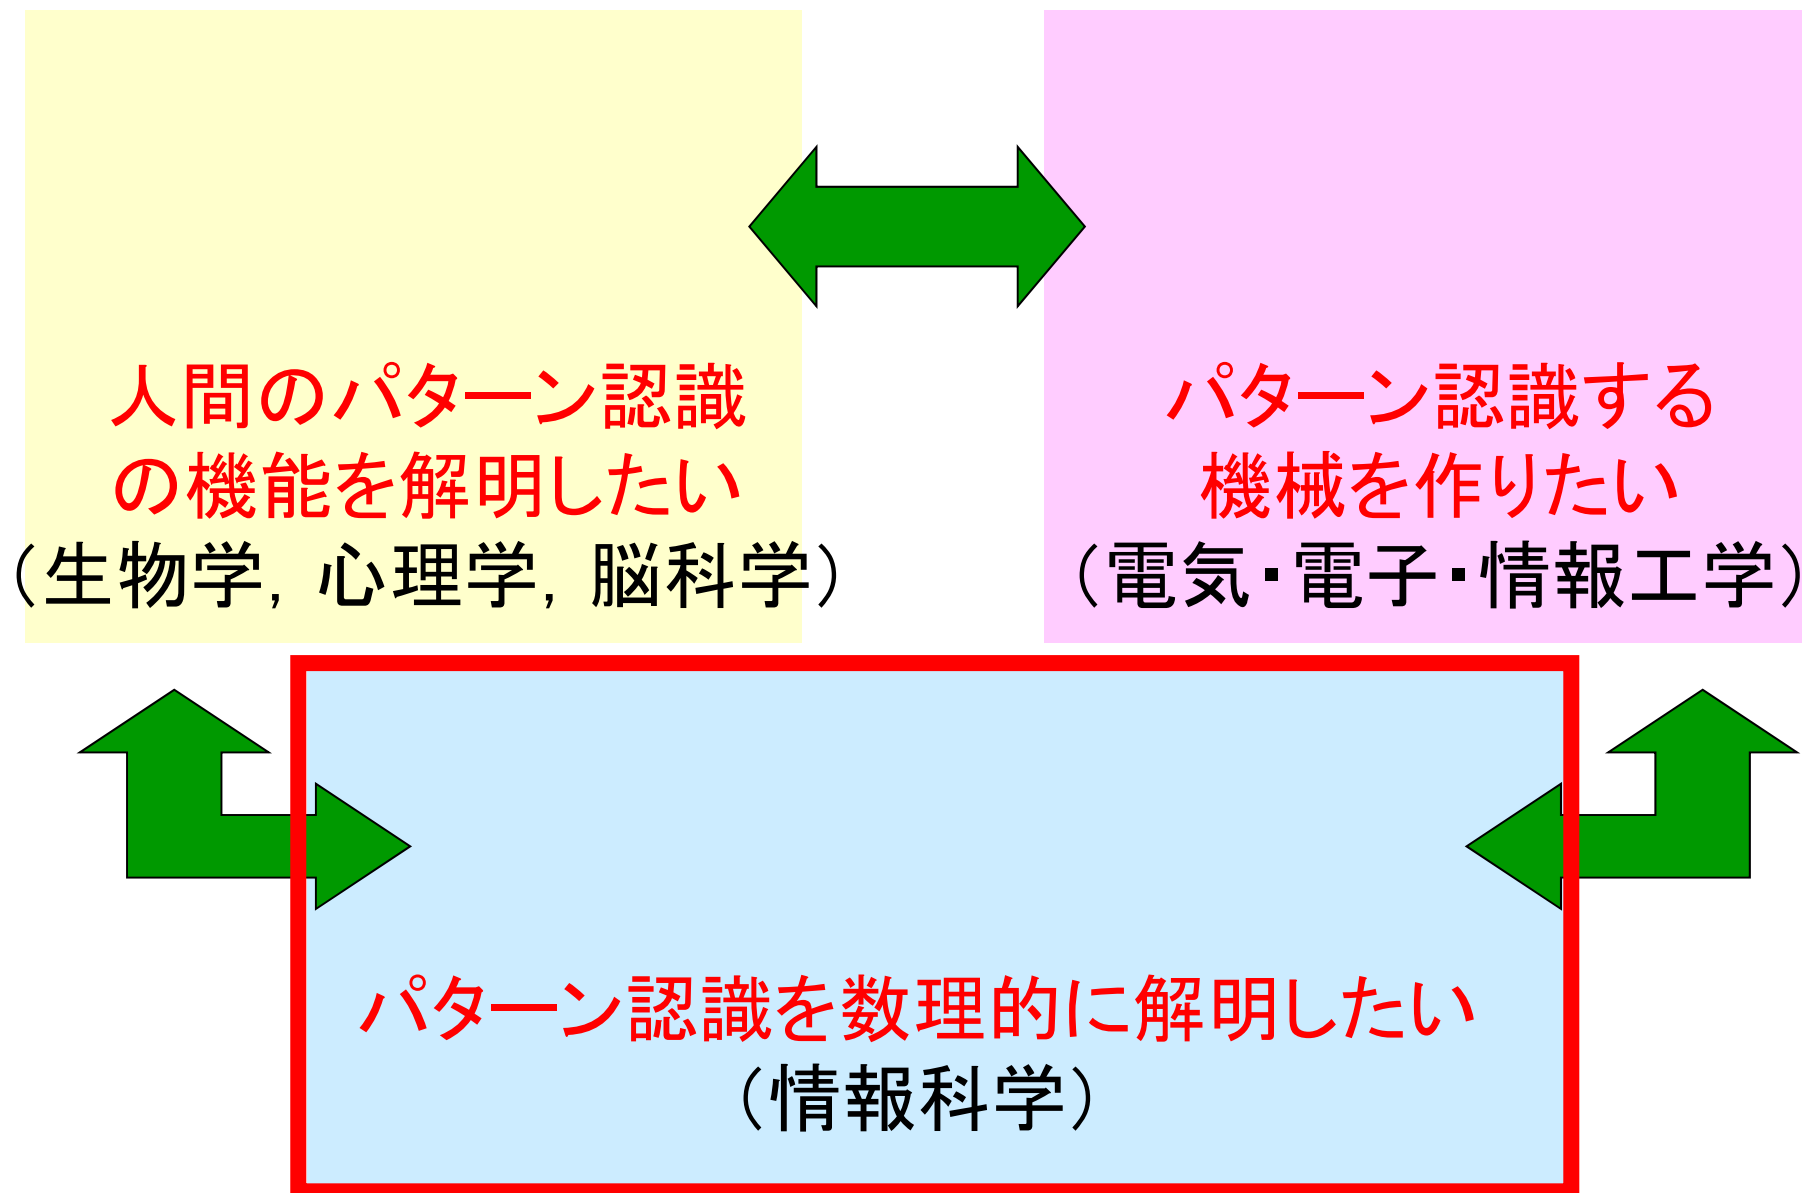 人間のパターン認識
の機能を解明したい
（生物学，心理学，脳科学）
パターン認識する
機械を作りたい
（電気・電子・情報工学）
パターン認識を数理的に解明したい
（情報科学）